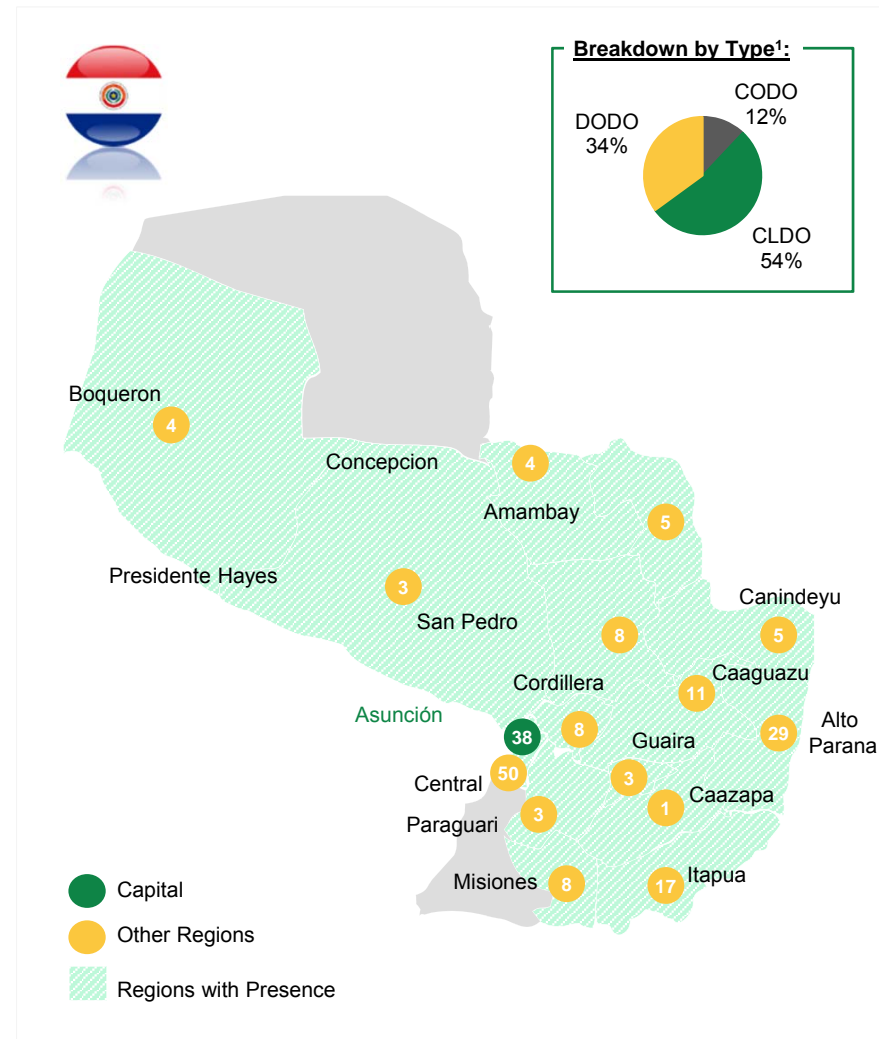 Breakdown by Type¹:
CODO
12%
DODO
34%
CLDO
54%
Boqueron
4
Concepcion
4
Amambay
5
Presidente Hayes
3
San Pedro
8
Canindeyu
5
Cordillera
Caaguazu
11
Asunción
38
8
Guaira
29
Alto
Parana
Central
50
3
1
Caazapa
Paraguari
3
Misiones
8
17
Itapua
Capital
Other Regions
Regions with Presence